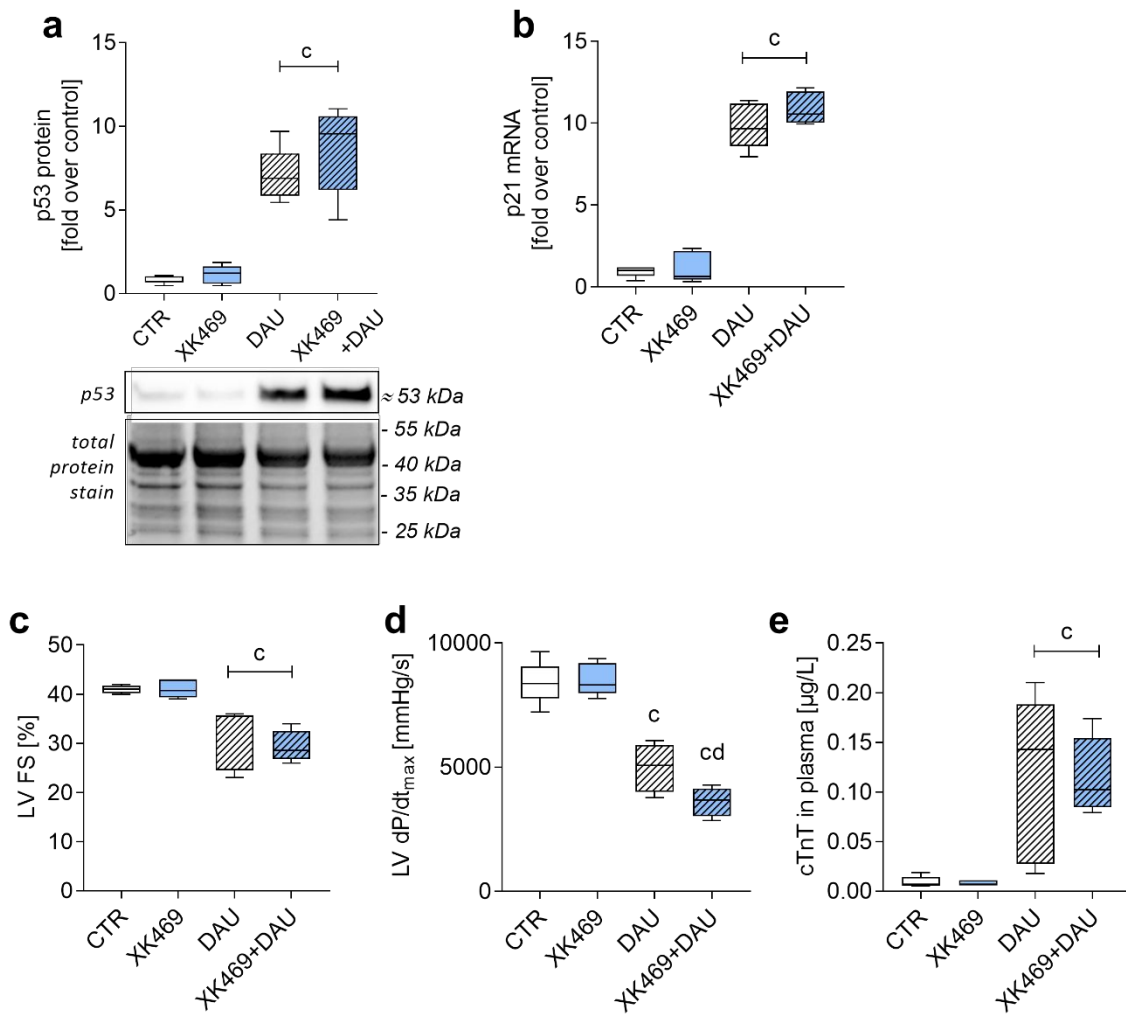 a
p53 protein
[fold over control]
15
10
5
0
c
CTR
XK469
DAU
XK469
+DAU
p53
≈ 53 kDa
total
protein
stain
- 55 kDa
- 40 kDa
- 35 kDa
- 25 kDa
b
p21 mRNA
[fold over control]
15
10
5
0
c
CTR
XK469
DAU
XK469+DAU
c
LV FS [%]
50
40
30
20
10
0
c
CTR
XK469
DAU
XK469+DAU
d
LV dP/dtmax [mmHg/s]
10000
5000
0
c
cd
CTR
XK469
DAU
XK469+DAU
e
cTnT in plasma [µg/L]
0.25
0.20
0.15
0.10
0.05
0.00
c
CTR
XK469
DAU
XK469+DAU